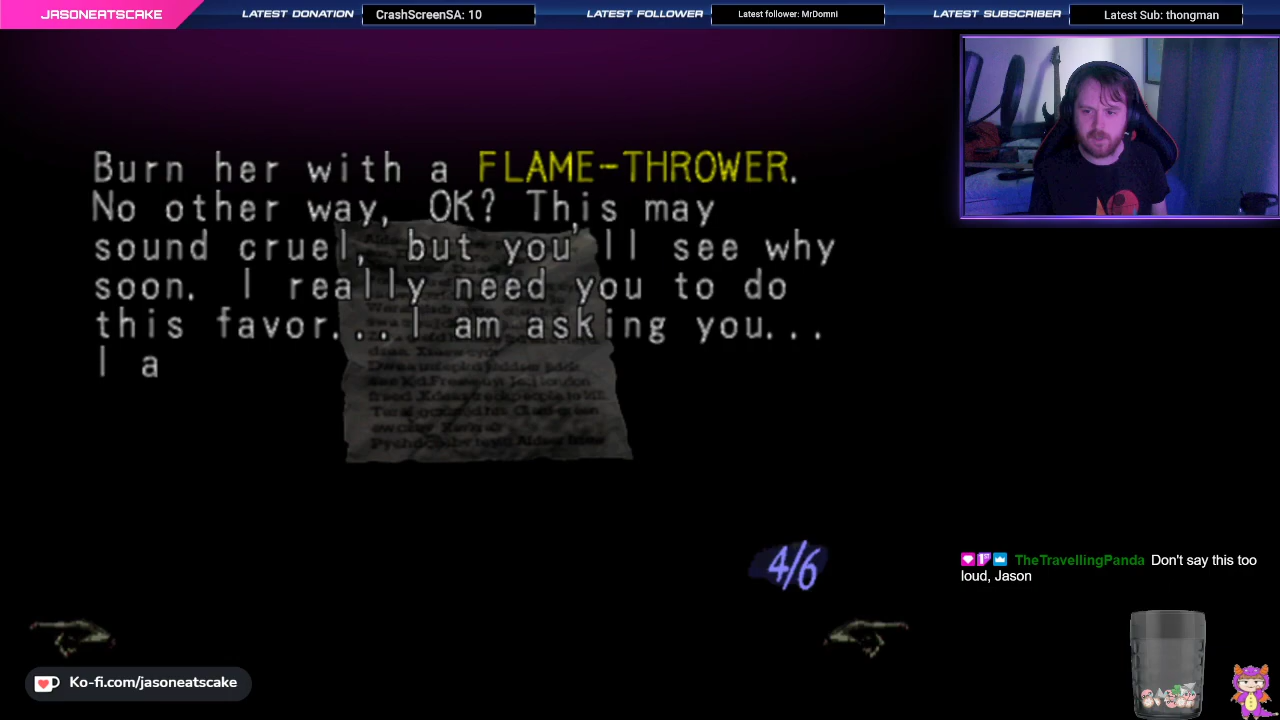 JASONEATSCAKE
LATEST DONATION
CrashScreenSA: 10
LATEST FOLLOWER
Latest follower: MrDomni
LATEST SUBSCRIBER
Latest Sub: thongman
Burn her with a FLAME-THROWER.
No other way, OK? This may
sound cruel, but you'll see why
soon. I really need you to do
this favor... I am asking you...
I a
4/6
TheTravellingPanda Don't say this too
loud, Jason
Ko-fi.com/jasoneatscake